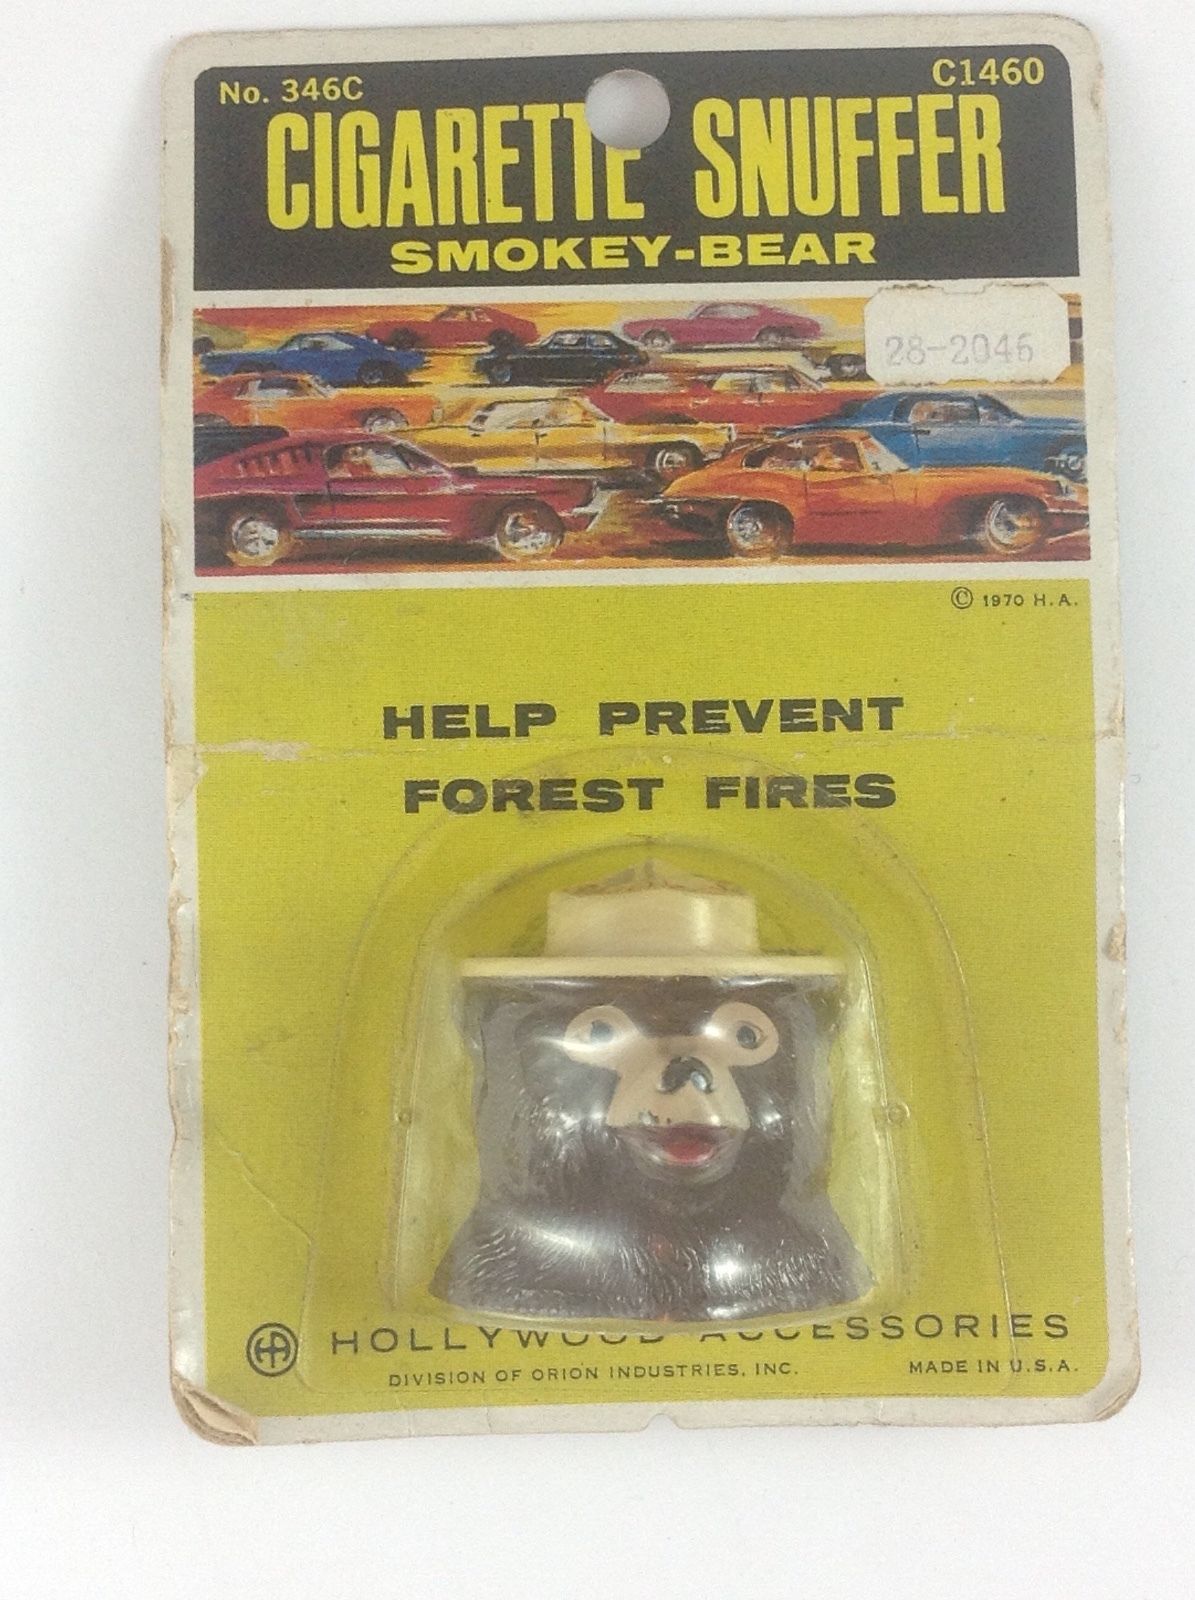 No. 346C
C1460
CIGARETTE SNUFFER
SMOKEY-BEAR
28-2046
© 1970 H.A.
HELP PREVENT
FOREST FIRES
HA HOLLYWOOD ACCESSORIES
DIVISION OF ORION INDUSTRIES, INC.
MADE IN U.S.A.